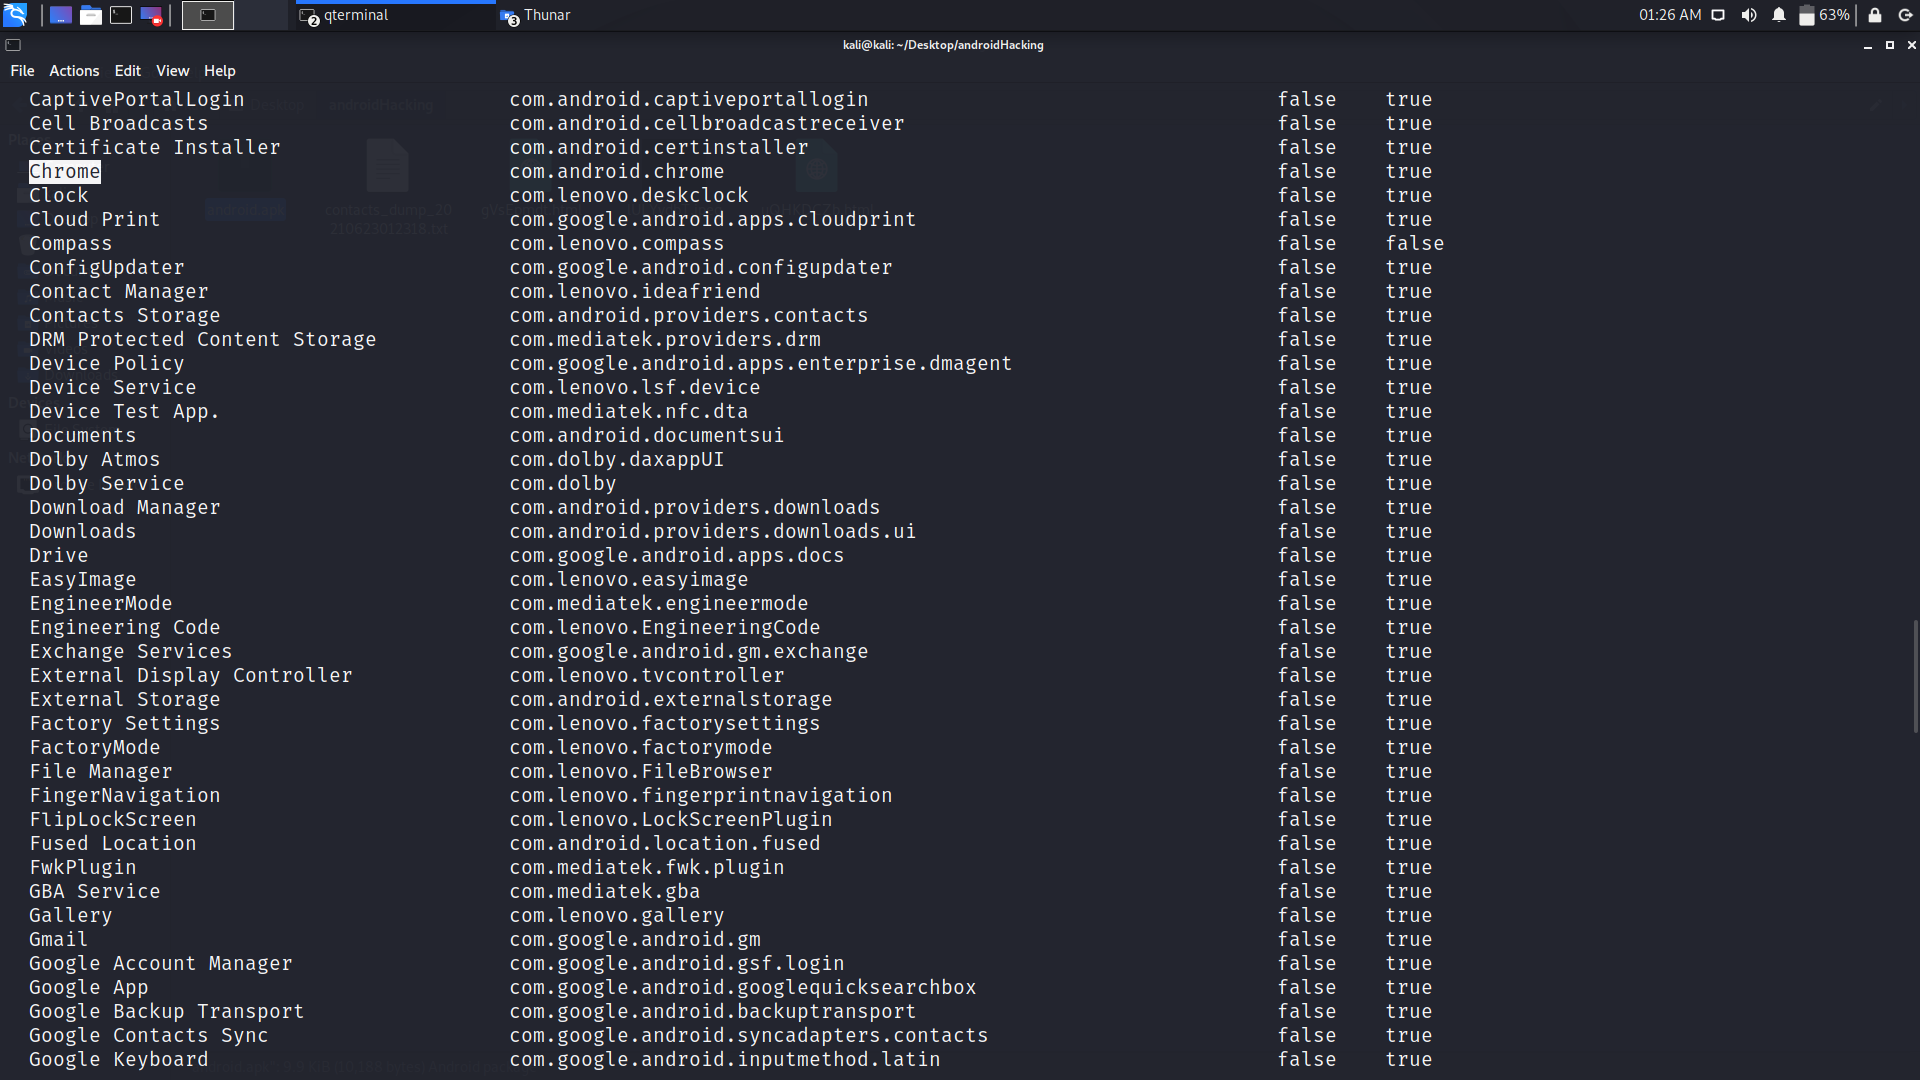 qterminal
Thunar
01:26 AM
63%
kali@kali: ~/Desktop/androidHacking
File Actions Edit View Help
CaptivePortalLogin com.android.captiveportallogin false true
Cell Broadcasts com.android.cellbroadcastreceiver false true
Certificate Installer com.android.certinstaller false true
Chrome com.android.chrome false true
Clock com.lenovo.deskclock false true
Cloud Print com.google.android.apps.cloudprint false true
Compass com.lenovo.compass false false
ConfigUpdater com.google.android.configupdater false true
Contact Manager com.lenovo.ideafriend false true
Contacts Storage com.android.providers.contacts false true
DRM Protected Content Storage com.mediatek.providers.drm false true
Device Policy com.google.android.apps.enterprise.dmagent false true
Device Service com.lenovo.lsf.device false true
Device Test App. com.mediatek.nfc.dta false true
Documents com.android.documentsui false true
Dolby Atmos com.dolby.daxappUI false true
Dolby Service com.dolby false true
Download Manager com.android.providers.downloads false true
Downloads com.android.providers.downloads.ui false true
Drive com.google.android.apps.docs false true
EasyImage com.lenovo.easyimage false true
EngineerMode com.mediatek.engineermode false true
Engineering Code com.lenovo.EngineeringCode false true
Exchange Services com.google.android.gm.exchange false true
External Display Controller com.lenovo.tvcontroller false true
External Storage com.android.externalstorage false true
Factory Settings com.lenovo.factorysettings false true
FactoryMode com.lenovo.factorymode false true
File Manager com.lenovo.FileBrowser false true
FingerNavigation com.lenovo.fingerprintnavigation false true
FlipLockScreen com.lenovo.LockScreenPlugin false true
Fused Location com.android.location.fused false true
FwkPlugin com.mediatek.fwk.plugin false true
GBA Service com.mediatek.gba false true
Gallery com.lenovo.gallery false true
Gmail com.google.android.gm false true
Google Account Manager com.google.android.gsf.login false true
Google App com.google.android.googlequicksearchbox false true
Google Backup Transport com.google.android.backuptransport false true
Google Contacts Sync com.google.android.syncadapters.contacts false true
Google Keyboard com.google.android.inputmethod.latin false true